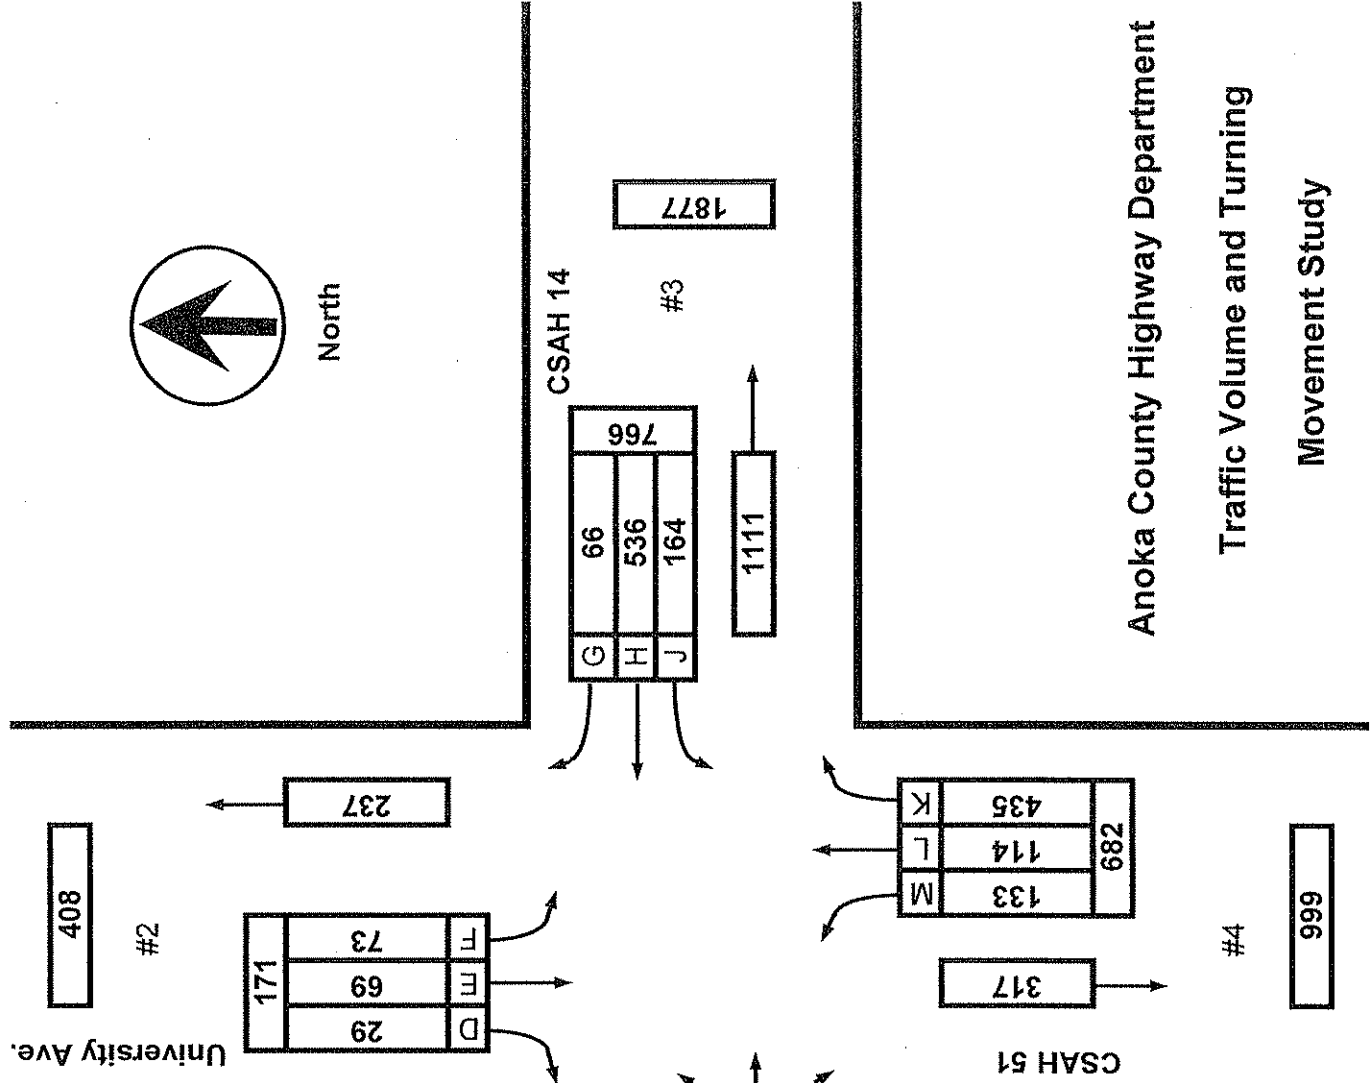 University Ave.
408
#2
171
29
69
73
D
E
F
237
North
CSAH 14
G
66
H
536
J
164
766
1111
#3
1877
M
L
K
133
114
435
682
317
CSAH 51
#4
999
Anoka County Highway Department
Traffic Volume and Turning
Movement Study